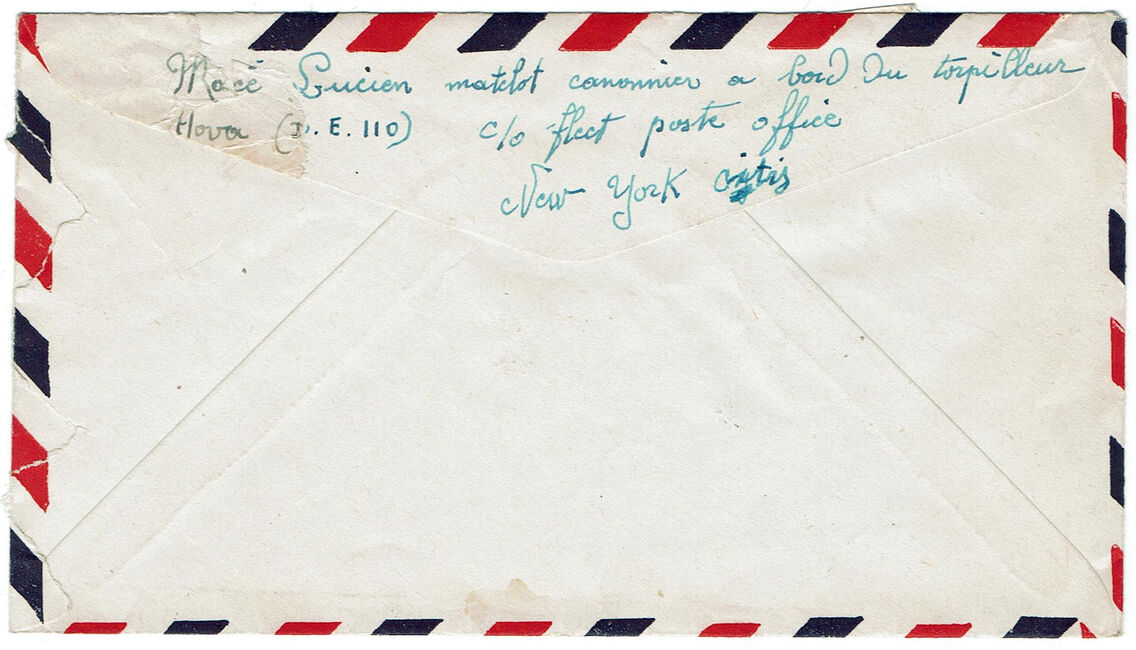 Macé Lucien matelot canonnier a bord Du torpilleur
Hova (D. E. 110) c/o fleet poste office
New York citis